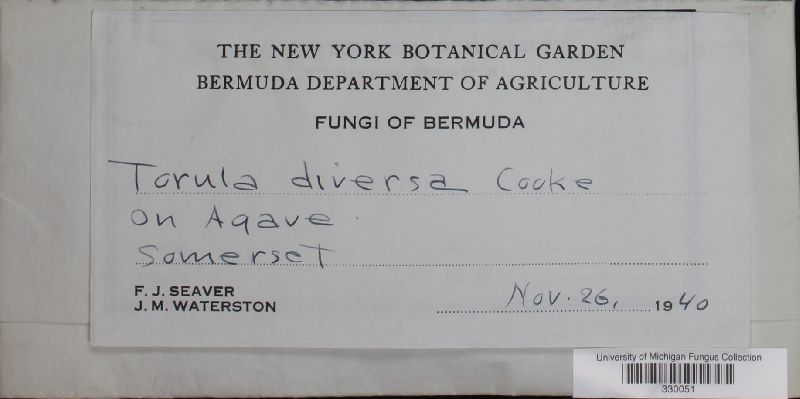 THE NEW YORK BOTANICAL GARDEN
BERMUDA DEPARTMENT OF AGRICULTURE
FUNGI OF BERMUDA
Torula diversa Cooke
on Agave
Somerset
F. J. SEAVER
J. M. WATERSTON
Nov. 26, 1940
University of Michigan Fungus Collection
330051